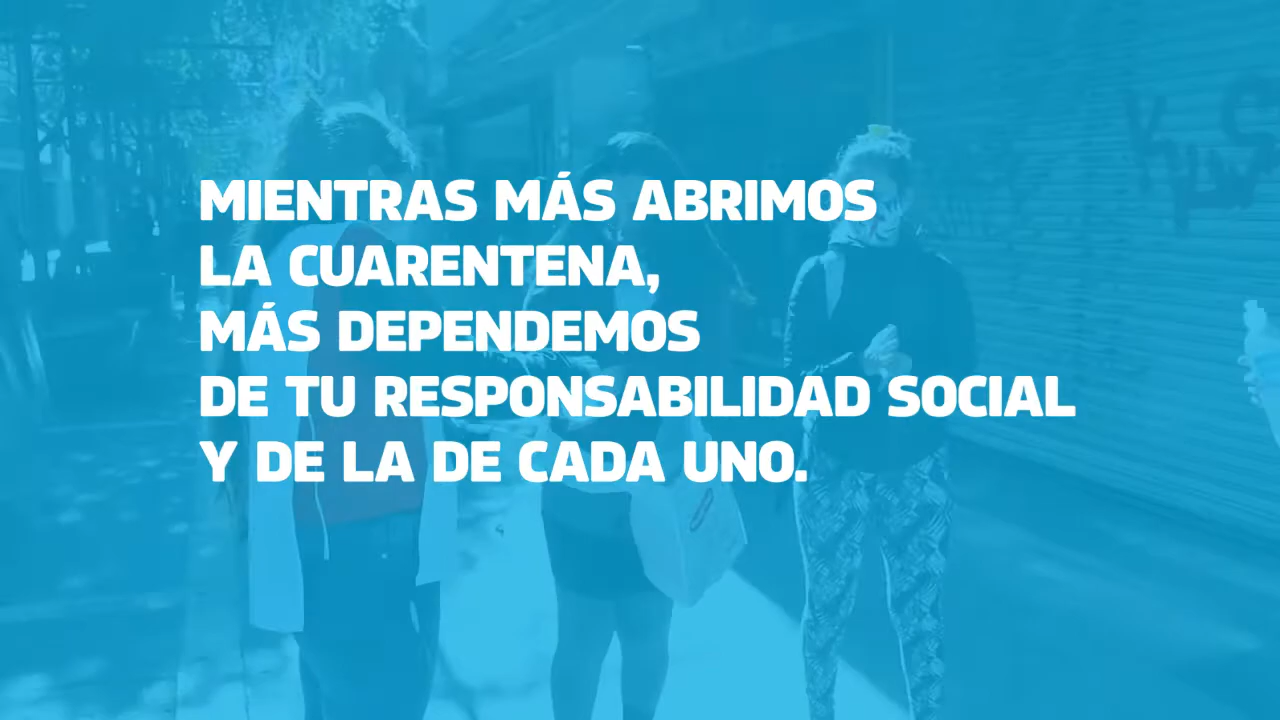 MIENTRAS MÁS ABRIMOS
LA CUARENTENA,
MÁS DEPENDEMOS
DE TU RESPONSABILIDAD SOCIAL
Y DE LA DE CADA UNO.